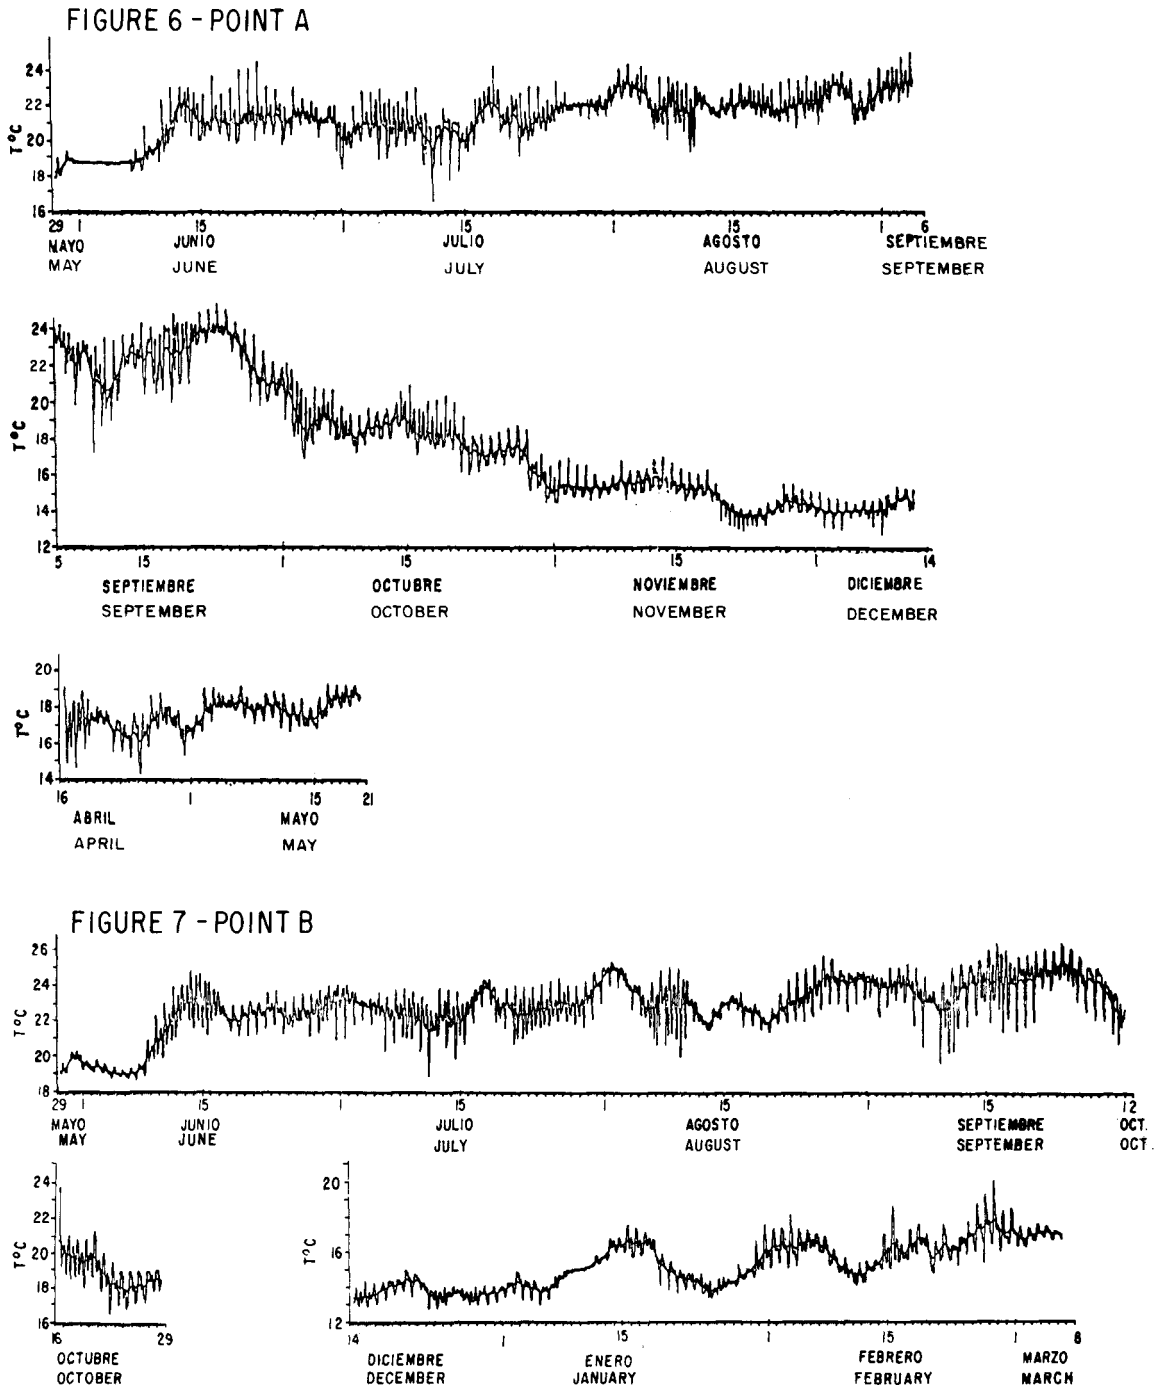 FIGURE 6 - POINT A
24
22
20
18
16
T°C
29 1 15 1 15 1 15 1 6
MAYO JUNIO JULIO AGOSTO SEPTIEMBRE
MAY JUNE JULY AUGUST SEPTEMBER
24
22
20
18
16
14
12
T°C
5 15 1 15 1 15 1 14
SEPTIEMBRE OCTUBRE NOVIEMBRE DICIEMBRE
SEPTEMBER OCTOBER NOVEMBER DECEMBER
20
18
16
14
T°C
16 1 15 21
ABRIL MAYO
APRIL MAY
FIGURE 7 - POINT B
26
24
22
20
18
T°C
29 1 15 1 15 1 15 1 15 12
MAYO JUNIO JULIO AGOSTO SEPTIEMBRE OCT.
MAY JUNE JULY AUGUST SEPTEMBER OCT.
24
22
20
18
16
T°C
16 29
OCTUBRE
OCTOBER
20
16
12
T°C
14 1 15 1 15 1 8
DICIEMBRE ENERO FEBRERO MARZO
DECEMBER JANUARY FEBRUARY MARCH